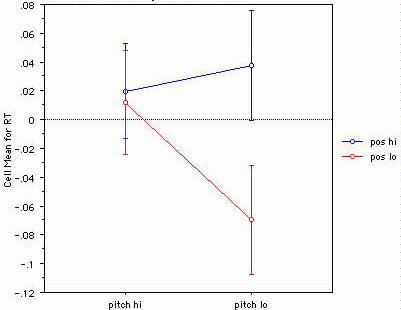 .08
.06
.04
.02
0
-.02
-.04
-.06
-.08
-.1
-.12
Cell Mean for RT
pitch hi
pitch lo
pos hi
pos lo